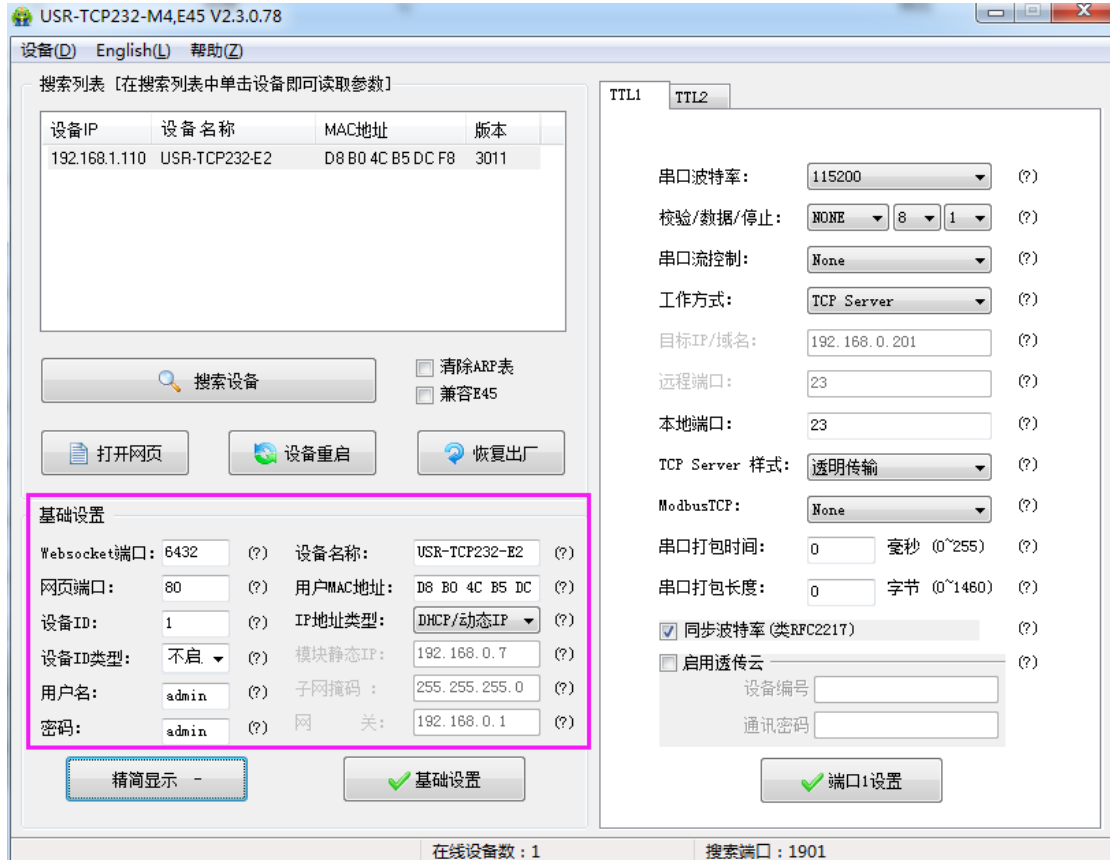 USR-TCP232-M4,E45 V2.3.0.78
设备(D) English(L) 帮助(Z)
搜索列表 [在搜索列表中单击设备即可读取参数]
设备IP 设备名称 MAC地址 版本
192.168.1.110 USR-TCP232-E2 D8 B0 4C B5 DC F8 3011
搜索设备
清除ARP表
兼容E45
打开网页 设备重启 恢复出厂
基础设置
Websocket端口: 6432 (?) 设备名称: USR-TCP232-E2 (?)
网页端口: 80 (?) 用户MAC地址: D8 B0 4C B5 DC (?)
设备ID: 1 (?) IP地址类型: DHCP/动态IP (?)
设备ID类型: 不启. (?) 模块静态IP: 192.168.0.7 (?)
用户名: admin (?) 子网掩码 : 255.255.255.0 (?)
密码: admin (?) 网 关: 192.168.0.1 (?)
精简显示 - 基础设置
TTL1 TTL2
串口波特率: 115200 (?)
校验/数据/停止: NONE 8 1 (?)
串口流控制: None (?)
工作方式: TCP Server (?)
目标IP/域名: 192.168.0.201 (?)
远程端口: 23 (?)
本地端口: 23 (?)
TCP Server 样式: 透明传输 (?)
ModbusTCP: None (?)
串口打包时间: 0 毫秒 (0~255) (?)
串口打包长度: 0 字节 (0~1460) (?)
同步波特率(类RFC2217) (?)
启用透传云 (?)
设备编号
通讯密码
端口1设置
在线设备数：1 搜索端口：1901